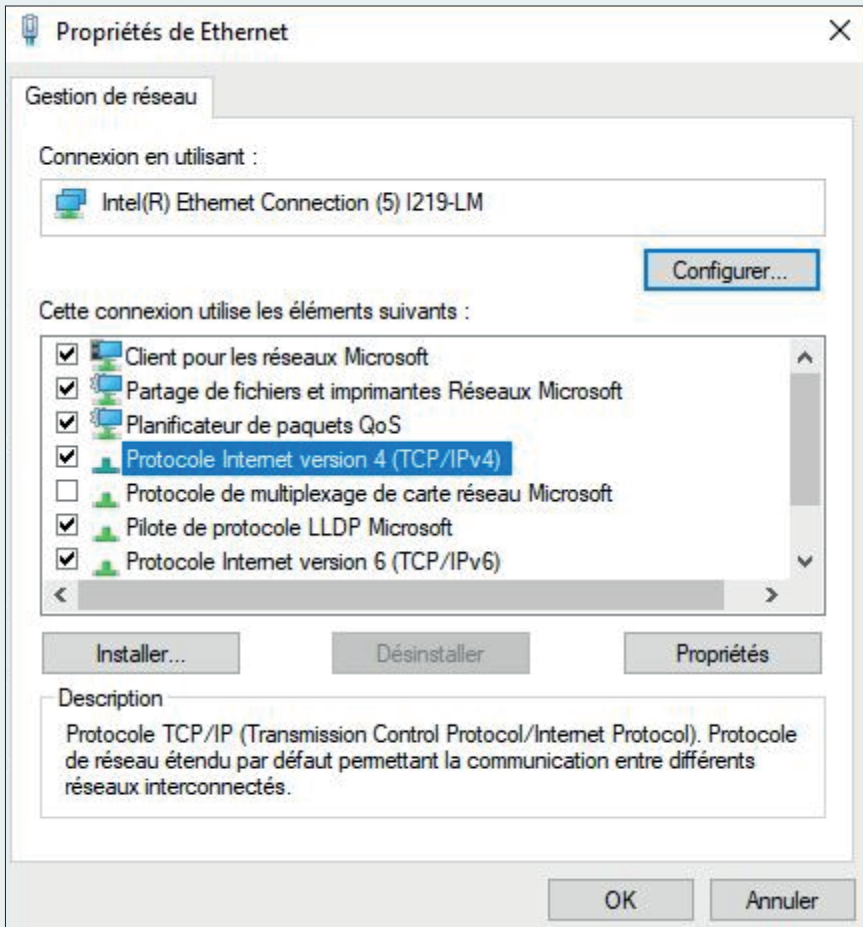 Propriétés de Ethernet
Gestion de réseau
Connexion en utilisant :
Intel(R) Ethernet Connection (5) I219-LM
Configurer...
Cette connexion utilise les éléments suivants :
Client pour les réseaux Microsoft
Partage de fichiers et imprimantes Réseaux Microsoft
Planificateur de paquets QoS
Protocole Internet version 4 (TCP/IPv4)
Protocole de multiplexage de carte réseau Microsoft
Pilote de protocole LLDP Microsoft
Protocole Internet version 6 (TCP/IPv6)
Installer...
Désinstaller
Propriétés
Description
Protocole TCP/IP (Transmission Control Protocol/Internet Protocol). Protocole
de réseau étendu par défaut permettant la communication entre différents
réseaux interconnectés.
OK
Annuler